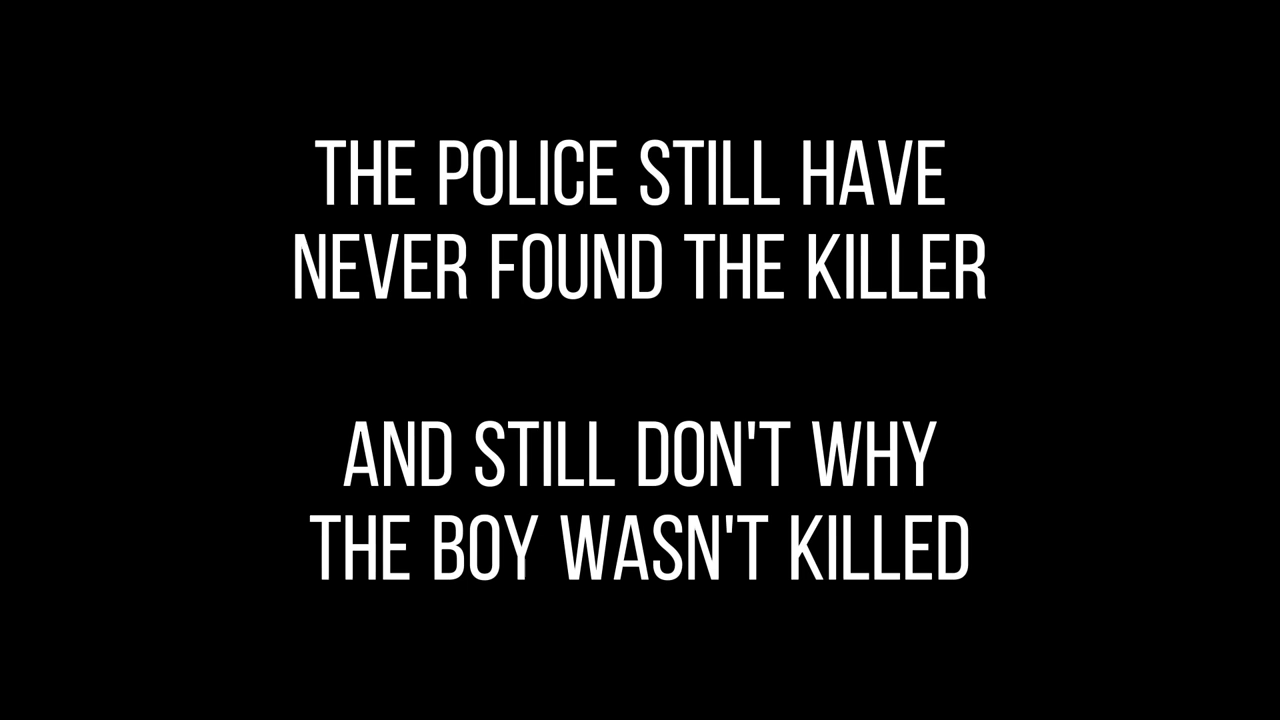 THE POLICE STILL HAVE
NEVER FOUND THE KILLER
AND STILL DON'T WHY
THE BOY WASN'T KILLED